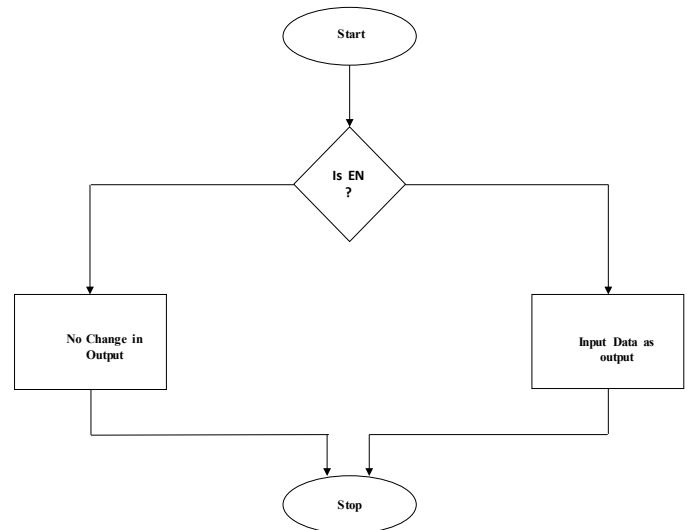 Start
Is EN
?
No Change in
Output
Input Data as
output
Stop